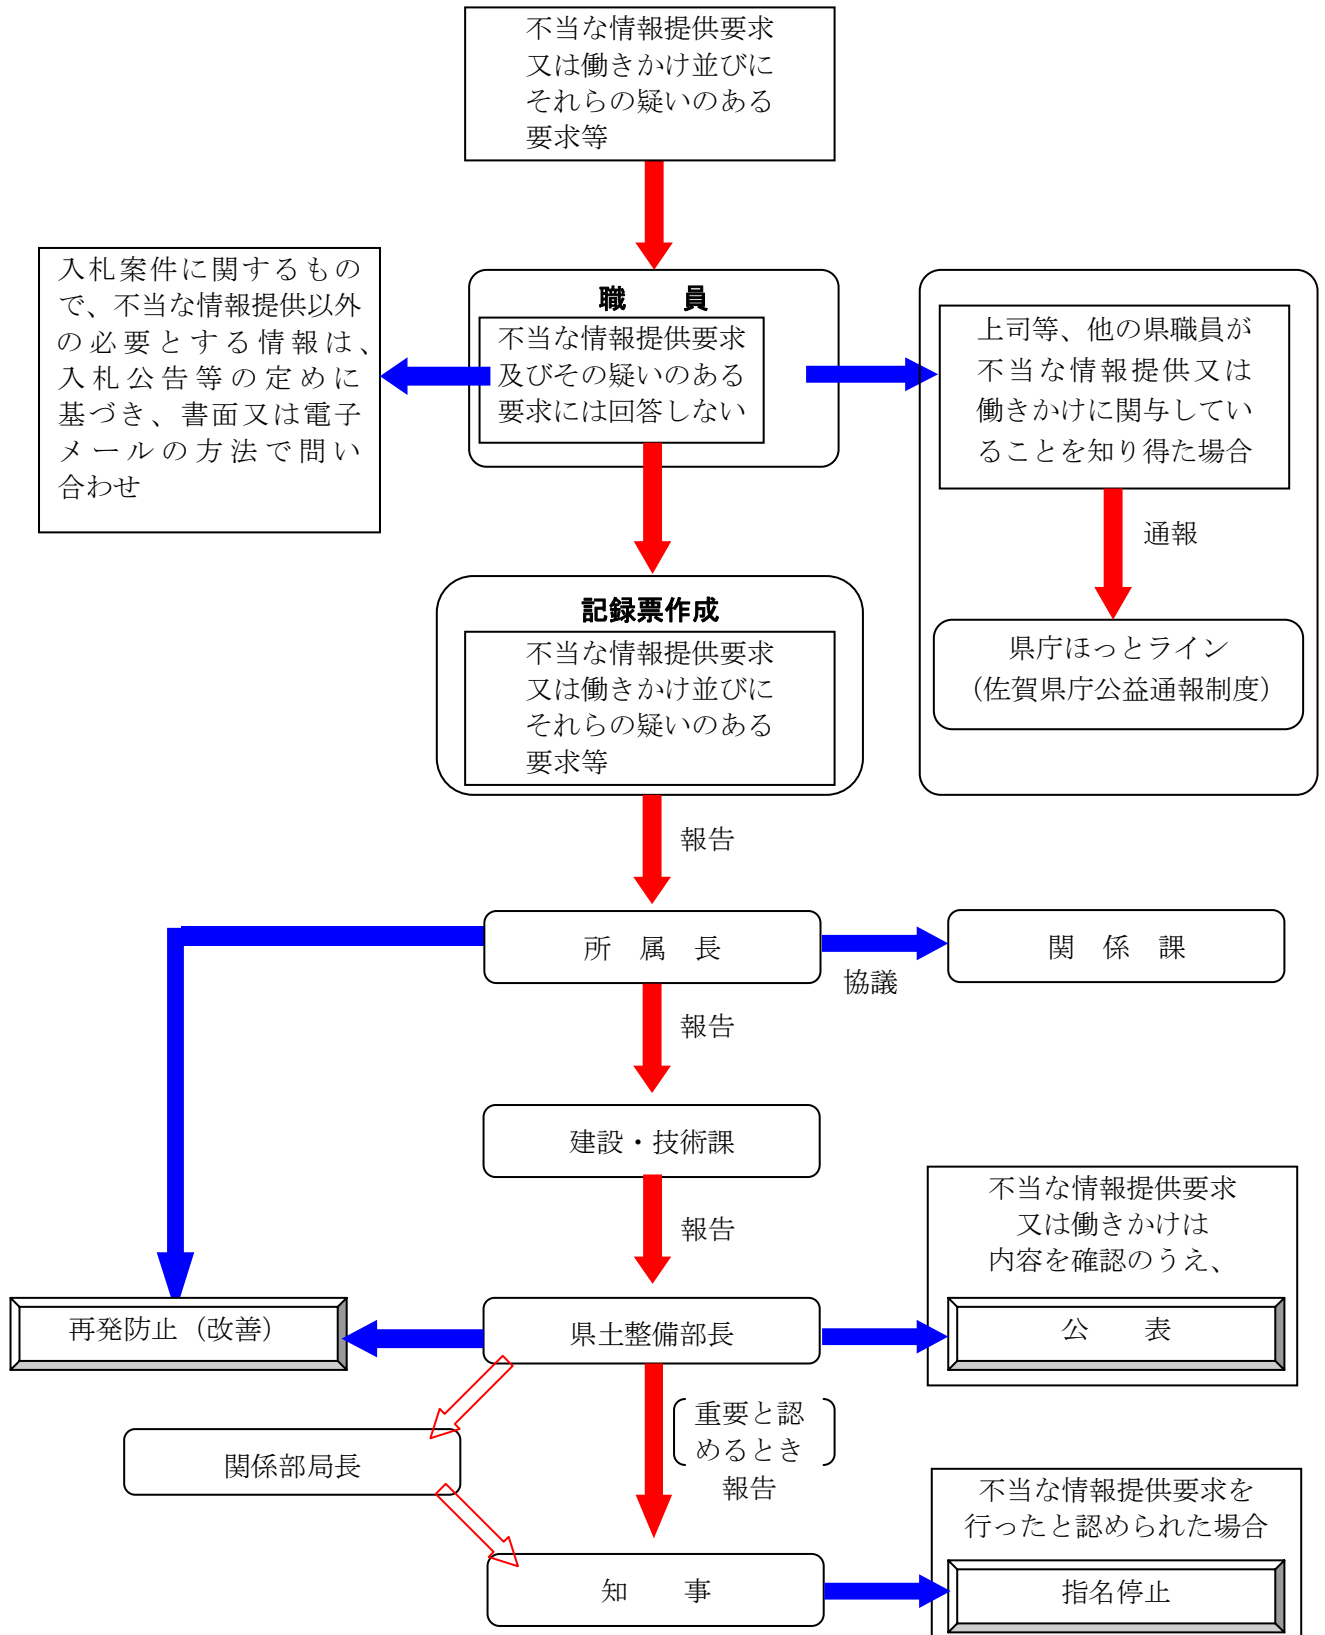 不当な情報提供要求
又は働きかけ並びに
それらの疑いのある
要求等
入札案件に関するもの
で、不当な情報提供以外
の必要とする情報は、
入札公告等の定めに
基づき、書面又は電子
メールの方法で問い
合わせ
職　　員
不当な情報提供要求
及びその疑いのある
要求には回答しない
上司等、他の県職員が
不当な情報提供又は
働きかけに関与してい
ることを知り得た場合
通報
県庁ほっとライン
（佐賀県庁公益通報制度）
記録票作成
不当な情報提供要求
又は働きかけ並びに
それらの疑いのある
要求等
報告
所　属　長
協議
関　係　課
報告
建設・技術課
報告
不当な情報提供要求
又は働きかけは
内容を確認のうえ、
公　　表
再発防止（改善）
県土整備部長
重要と認
めるとき
報告
関係部局長
不当な情報提供要求を
行ったと認められた場合
指名停止
知　　事